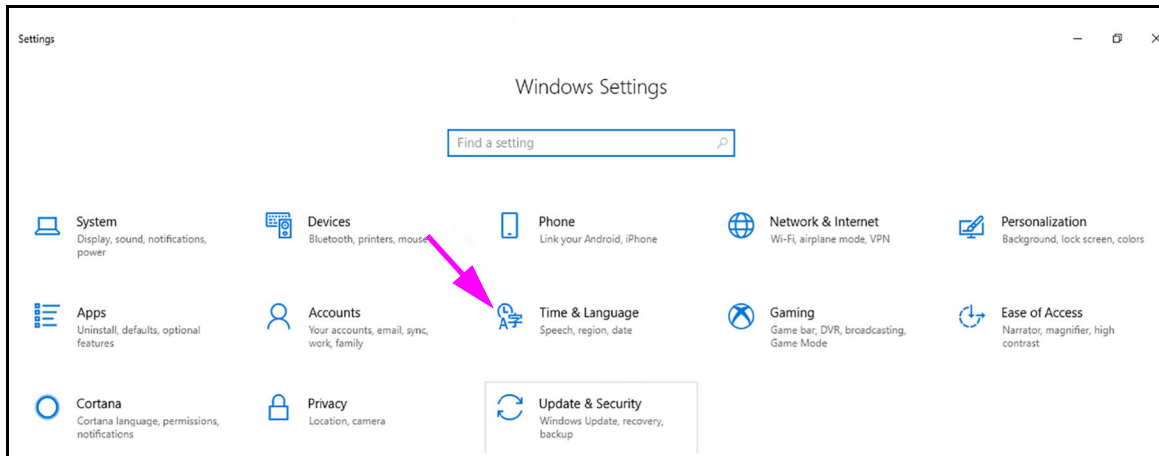 Settings
Windows Settings
Find a setting
System
Display, sound, notifications,
power
Devices
Bluetooth, printers, mouse
Phone
Link your Android, iPhone
Network & Internet
Wi-Fi, airplane mode, VPN
Personalization
Background, lock screen, colors
Apps
Uninstall, defaults, optional
features
Accounts
Your accounts, email, sync,
work, family
Time & Language
Speech, region, date
Gaming
Game bar, DVR, broadcasting,
Game Mode
Ease of Access
Narrator, magnifier, high
contrast
Cortana
Cortana language, permissions,
notifications
Privacy
Location, camera
Update & Security
Windows Update, recovery,
backup